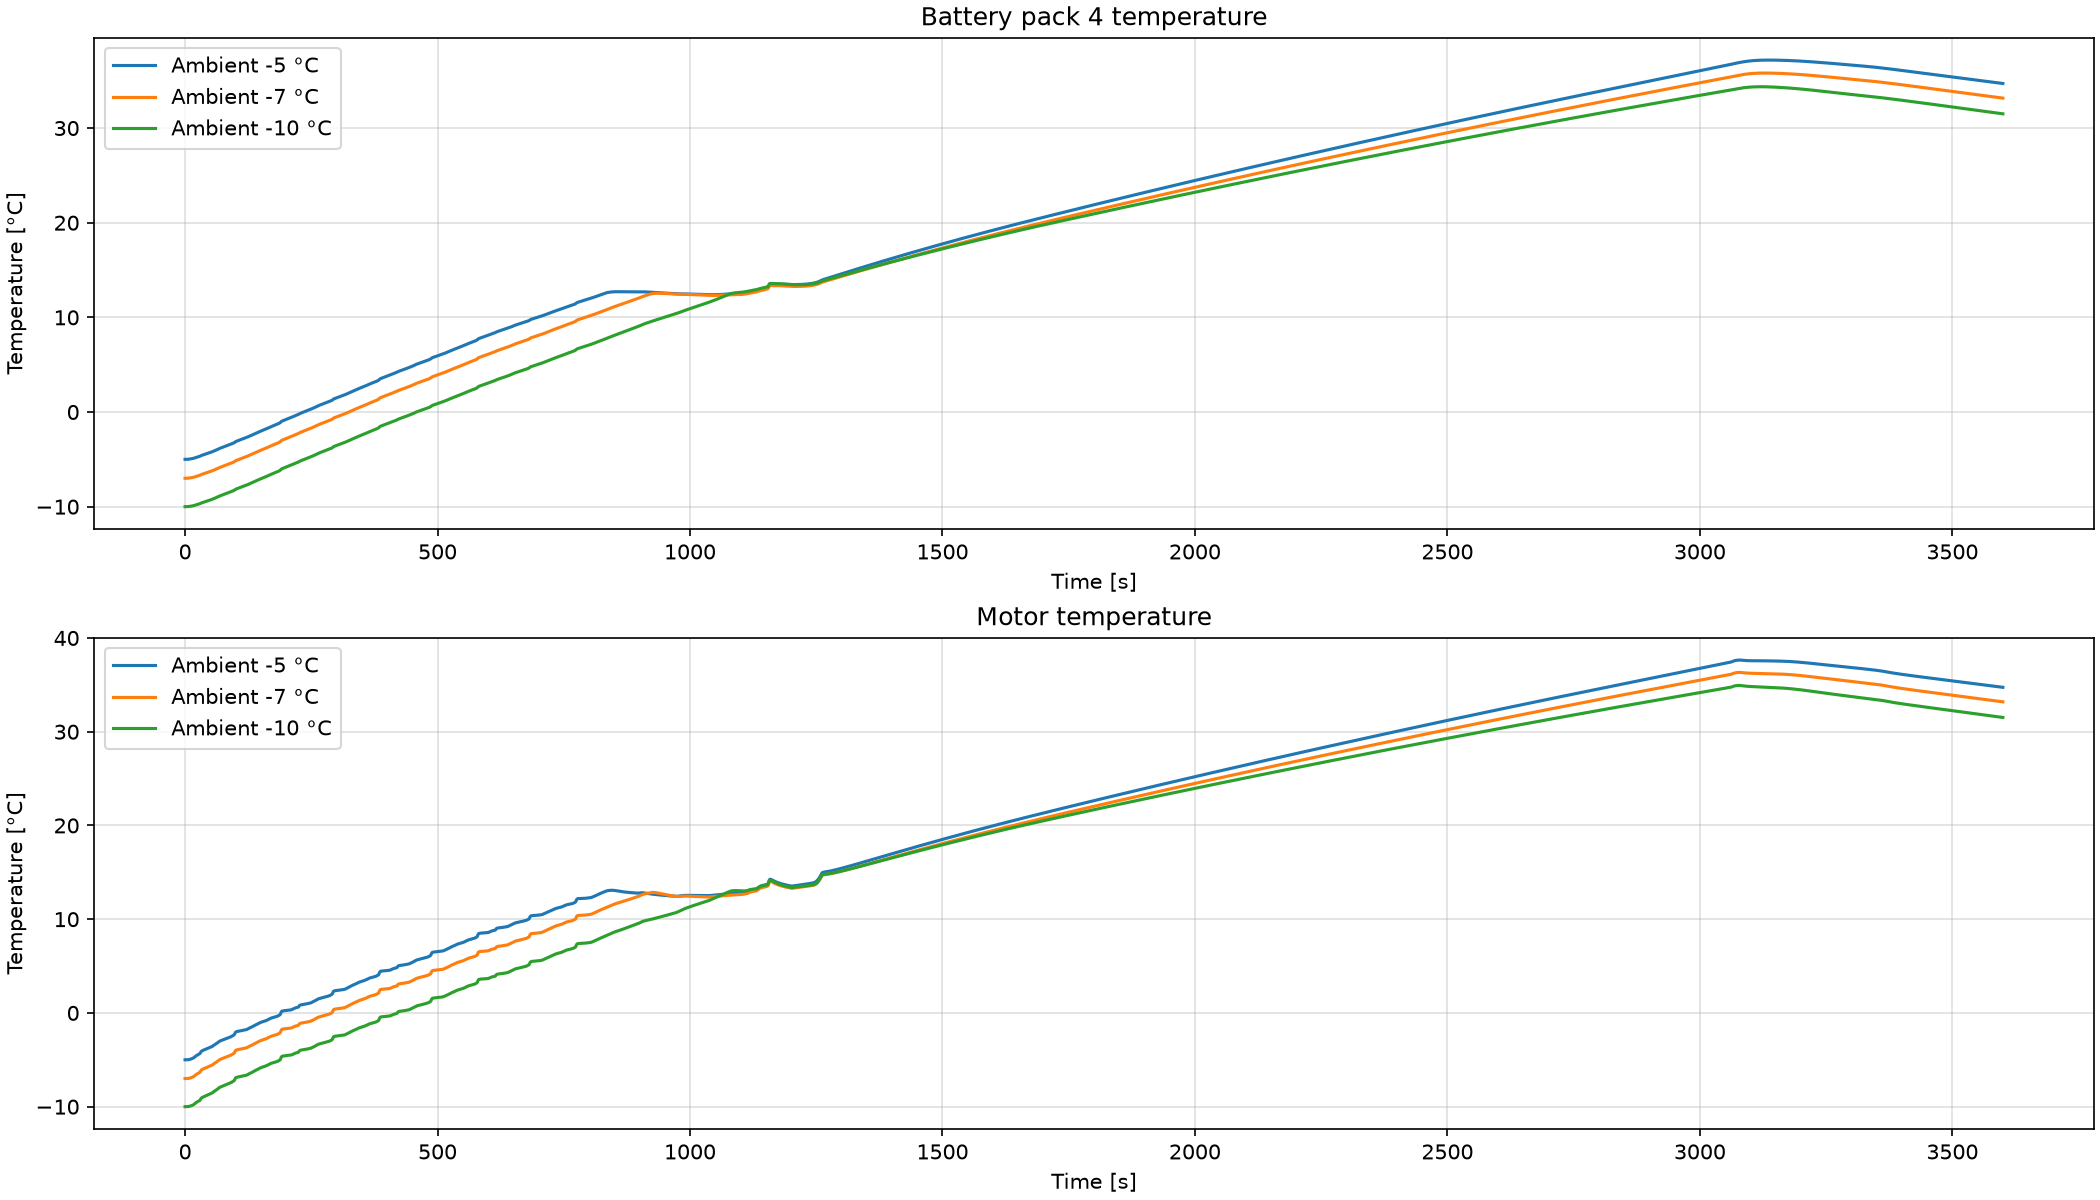 Battery pack 4 temperature
Ambient -5 °C
Ambient -7 °C
Ambient -10 °C
Temperature [°C]
30
20
10
0
−10
0 500 1000 1500 2000 2500 3000 3500
Time [s]
Motor temperature
Ambient -5 °C
Ambient -7 °C
Ambient -10 °C
Temperature [°C]
40
30
20
10
0
−10
0 500 1000 1500 2000 2500 3000 3500
Time [s]